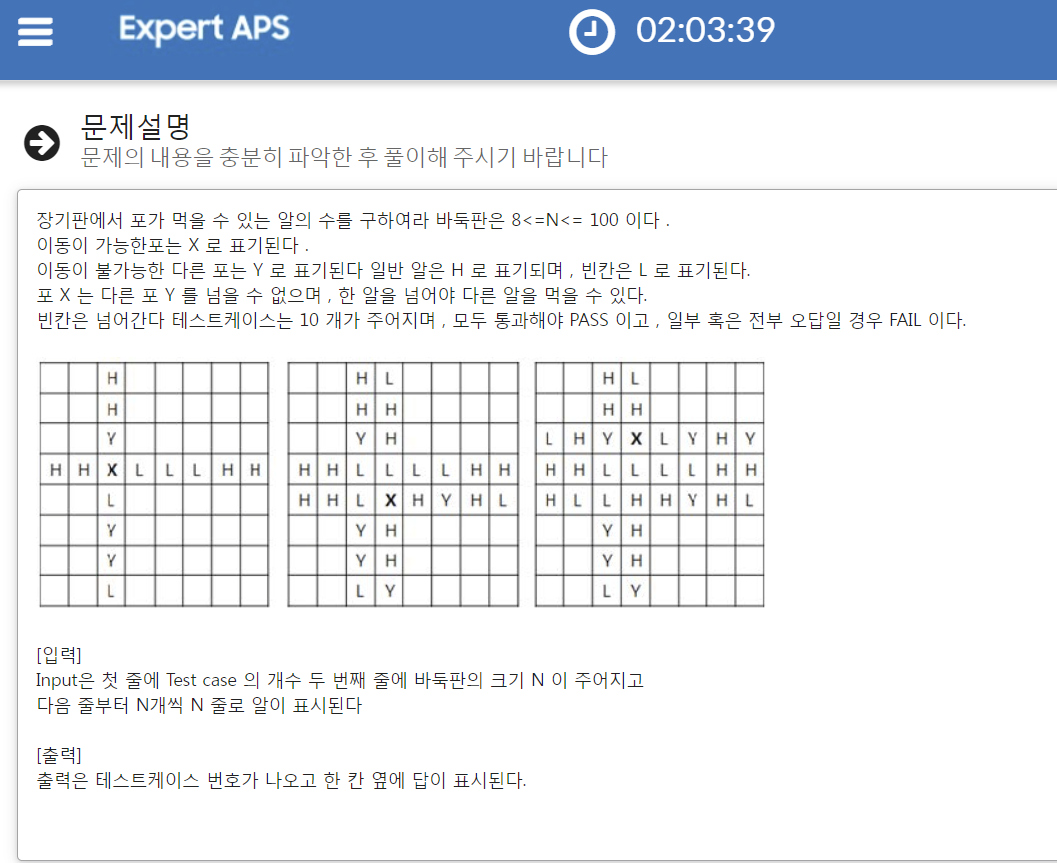 Expert APS
02:03:39
문제설명
문제의 내용을 충분히 파악한 후 풀이해 주시기 바랍니다
장기판에서 포가 먹을 수 있는 알의 수를 구하여라 바둑판은 8<=N<= 100 이다 .
이동이 가능한포는 X 로 표기된다 .
이동이 불가능한 다른 포는 Y 로 표기된다 일반 알은 H 로 표기되며 , 빈칸은 L 로 표기된다.
포 X 는 다른 포 Y 를 넘을 수 없으며 , 한 알을 넘어야 다른 알을 먹을 수 있다.
빈칸은 넘어간다 테스트케이스는 10 개가 주어지며 , 모두 통과해야 PASS 이고 , 일부 혹은 전부 오답일 경우 FAIL 이다.
H
H
Y
H H X L L L H H
L
Y
Y
L
H L
H H
Y H
H H L L L L H H
H H L X H Y H L
Y H
Y H
L Y
H L
H H
L H Y X L Y H Y
H H L L L L H H
H L L H H Y H L
Y H
Y H
L Y
[입력]
Input은 첫 줄에 Test case 의 개수 두 번째 줄에 바둑판의 크기 N 이 주어지고
다음 줄부터 N개씩 N 줄로 알이 표시된다
[출력]
출력은 테스트케이스 번호가 나오고 한 칸 옆에 답이 표시된다.